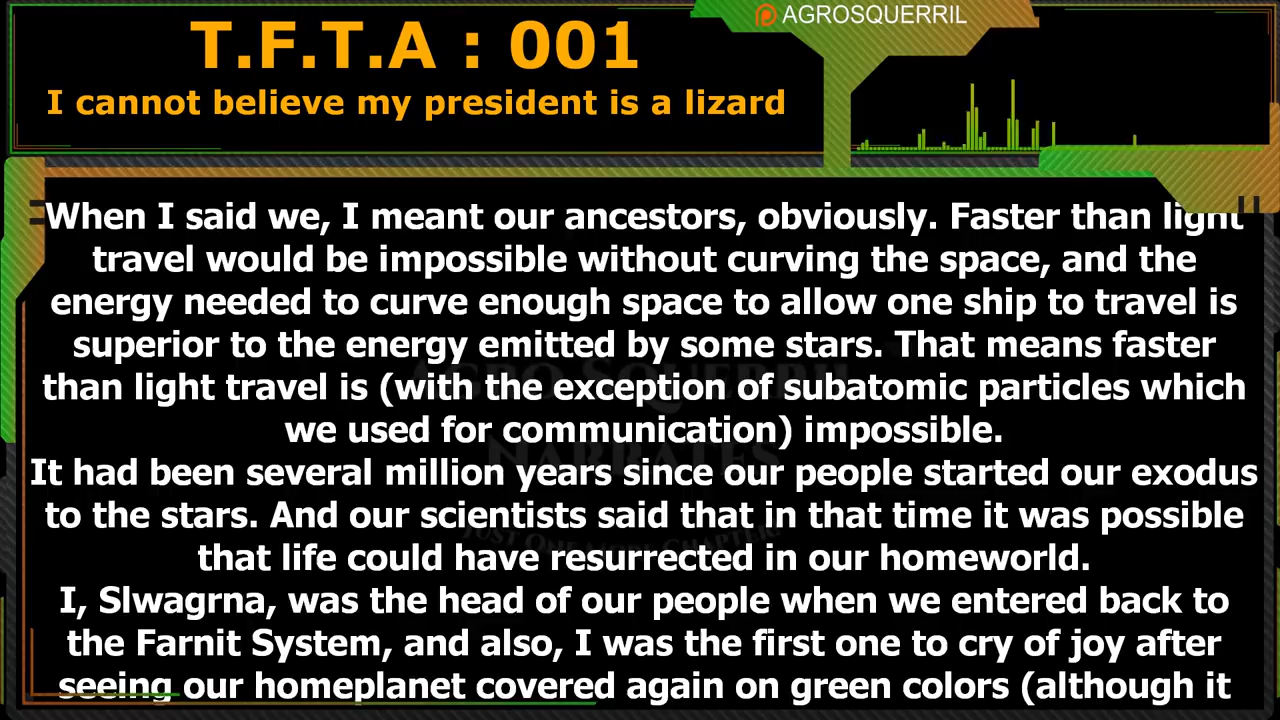 AGROSQUERRIL
T.F.T.A : 001
I cannot believe my president is a lizard
When I said we, I meant our ancestors, obviously. Faster than light
travel would be impossible without curving the space, and the
energy needed to curve enough space to allow one ship to travel is
superior to the energy emitted by some stars. That means faster
than light travel is (with the exception of subatomic particles which
we used for communication) impossible.
It had been several million years since our people started our exodus
to the stars. And our scientists said that in that time it was possible
that life could have resurrected in our homeworld.
I, Slwagrna, was the head of our people when we entered back to
the Farnit System, and also, I was the first one to cry of joy after
seeing our homeplanet covered again on green colors (although it